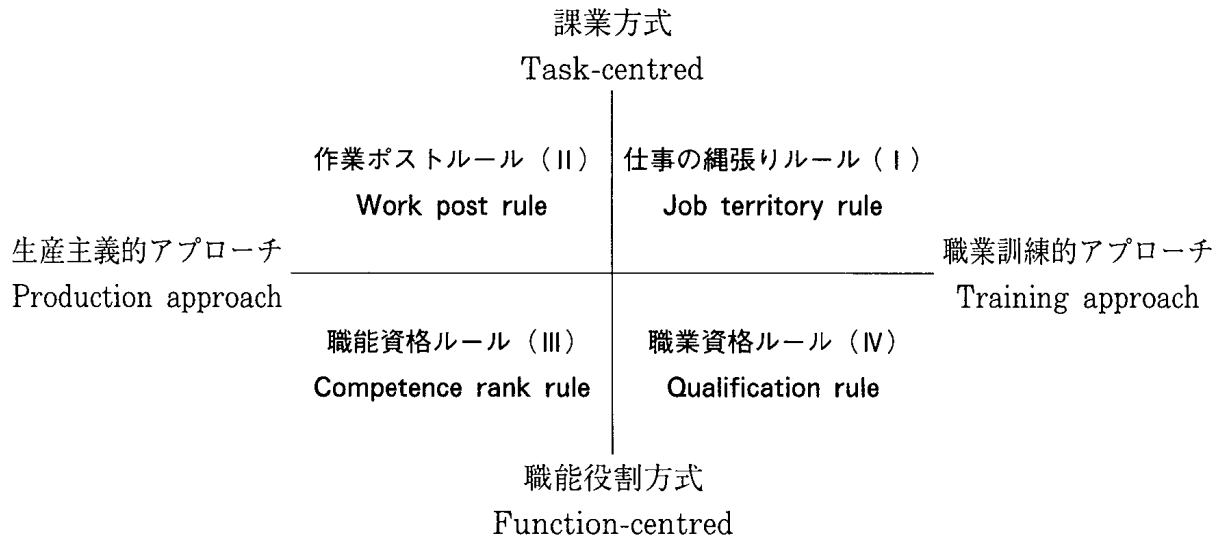 課業方式
Task-centred
作業ポストルール（Ⅱ）
Work post rule
仕事の縄張りルール（Ⅰ）
Job territory rule
生産主義的アプローチ
Production approach
職業訓練的アプローチ
Training approach
職能資格ルール（Ⅲ）
Competence rank rule
職業資格ルール（Ⅳ）
Qualification rule
職能役割方式
Function-centred